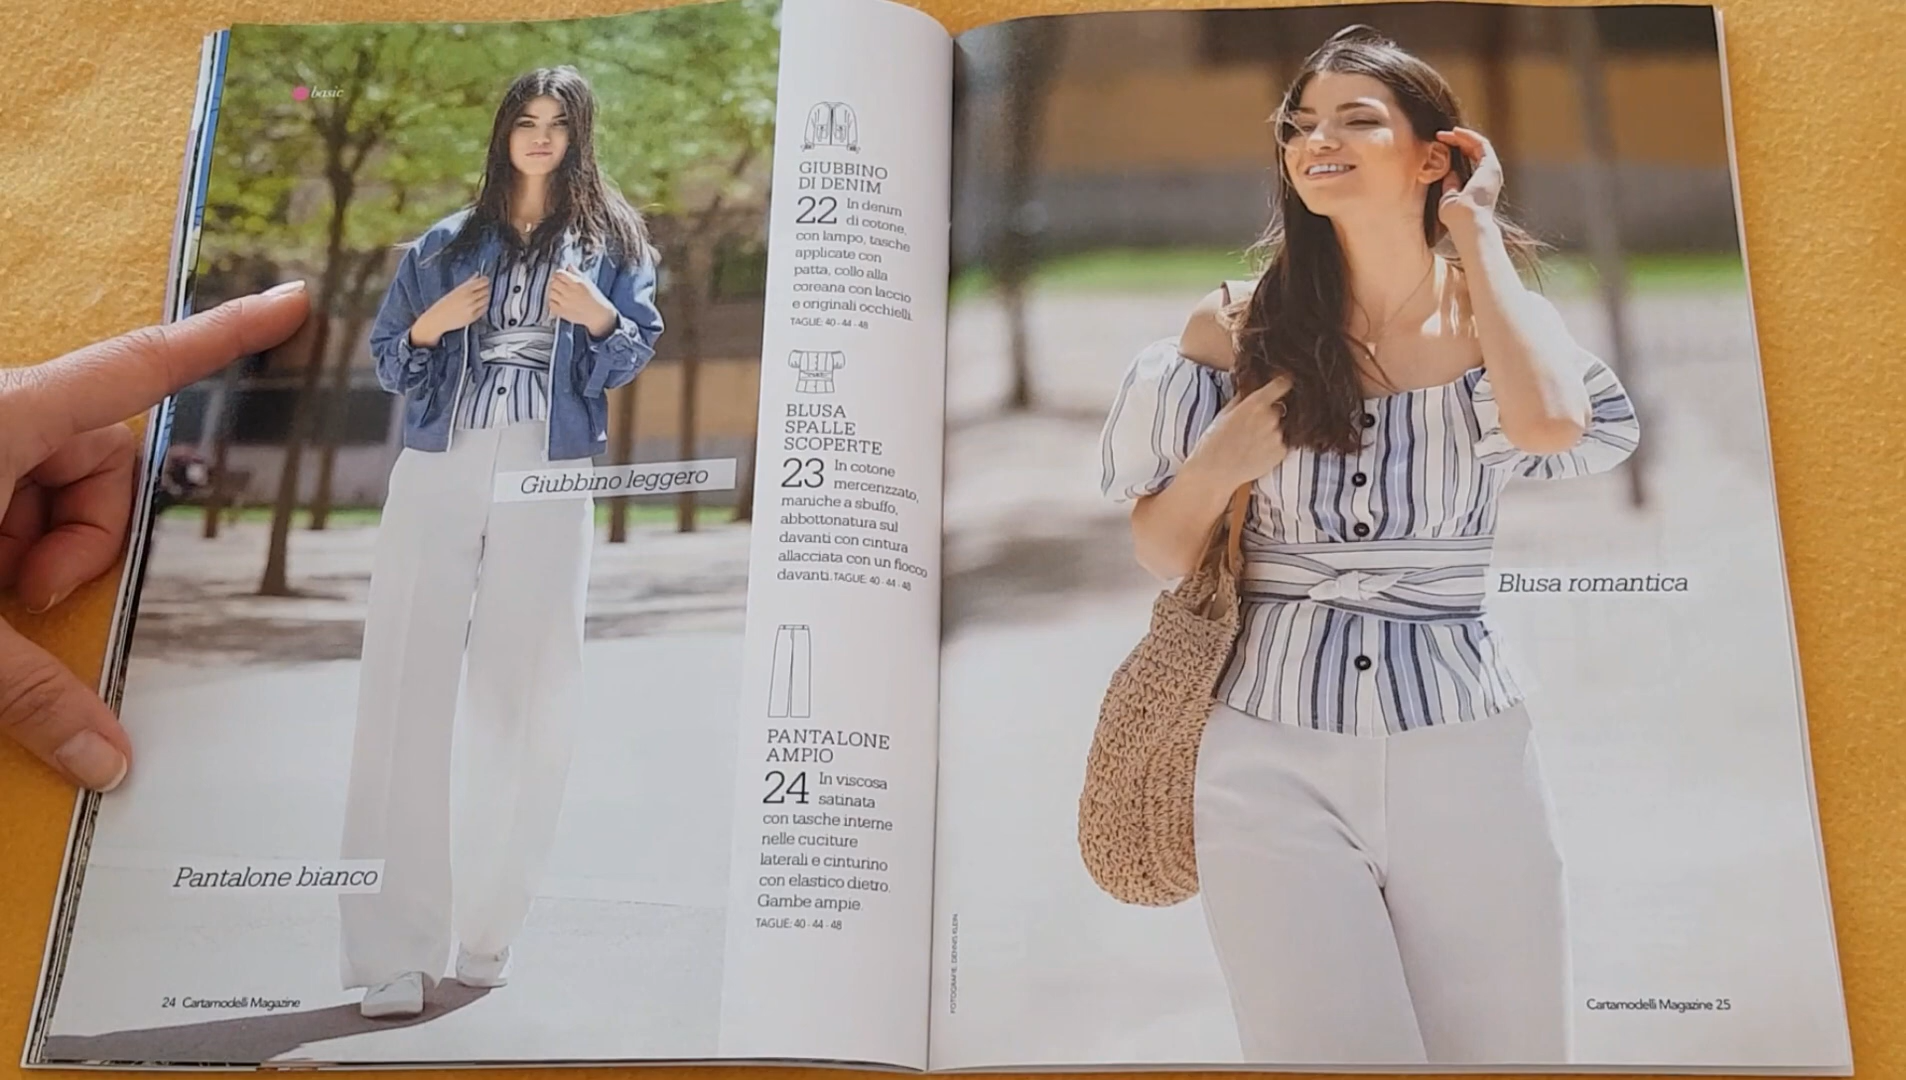 basic
Giubbino leggero
Pantalone bianco
24 Cartamodelli Magazine
GIUBBINO
DI DENIM
22 In denim
di cotone,
con lampo, tasche
applicate con
patta, collo alla
coreana con laccio
e originali occhielli.
TAGLIE: 40 - 44 - 48
BLUSA
SPALLE
SCOPERTE
23 In cotone
mercerizzato,
maniche a sbuffo,
abbottonatura sul
davanti con cintura
allacciata con un fiocco
davanti. TAGLIE: 40 - 44 - 48
PANTALONE
AMPIO
24 In viscosa
satinata
con tasche interne
nelle cuciture
laterali e cinturino
con elastico dietro.
Gambe ampie.
TAGLIE: 40 - 44 - 48
FOTOGRAFIE: DENNIS KLEIN.
Blusa romantica
Cartamodelli Magazine 25